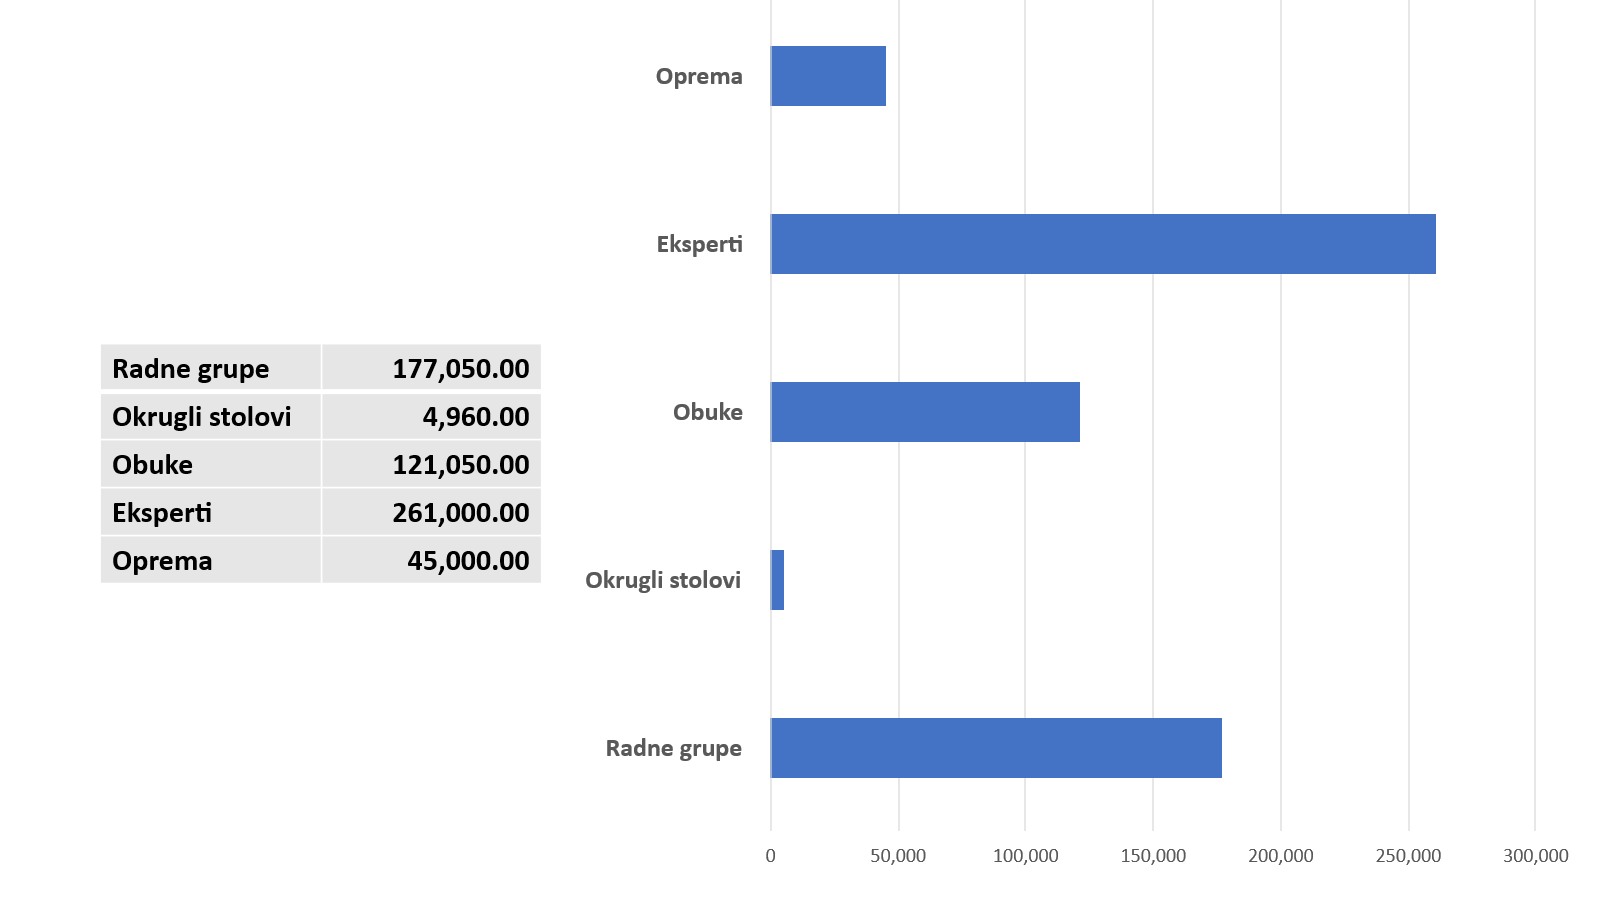 Radne grupe 177,050.00
Okrugli stolovi 4,960.00
Obuke 121,050.00
Eksperti 261,000.00
Oprema 45,000.00
Oprema
Eksperti
Obuke
Okrugli stolovi
Radne grupe
0 50,000 100,000 150,000 200,000 250,000 300,000